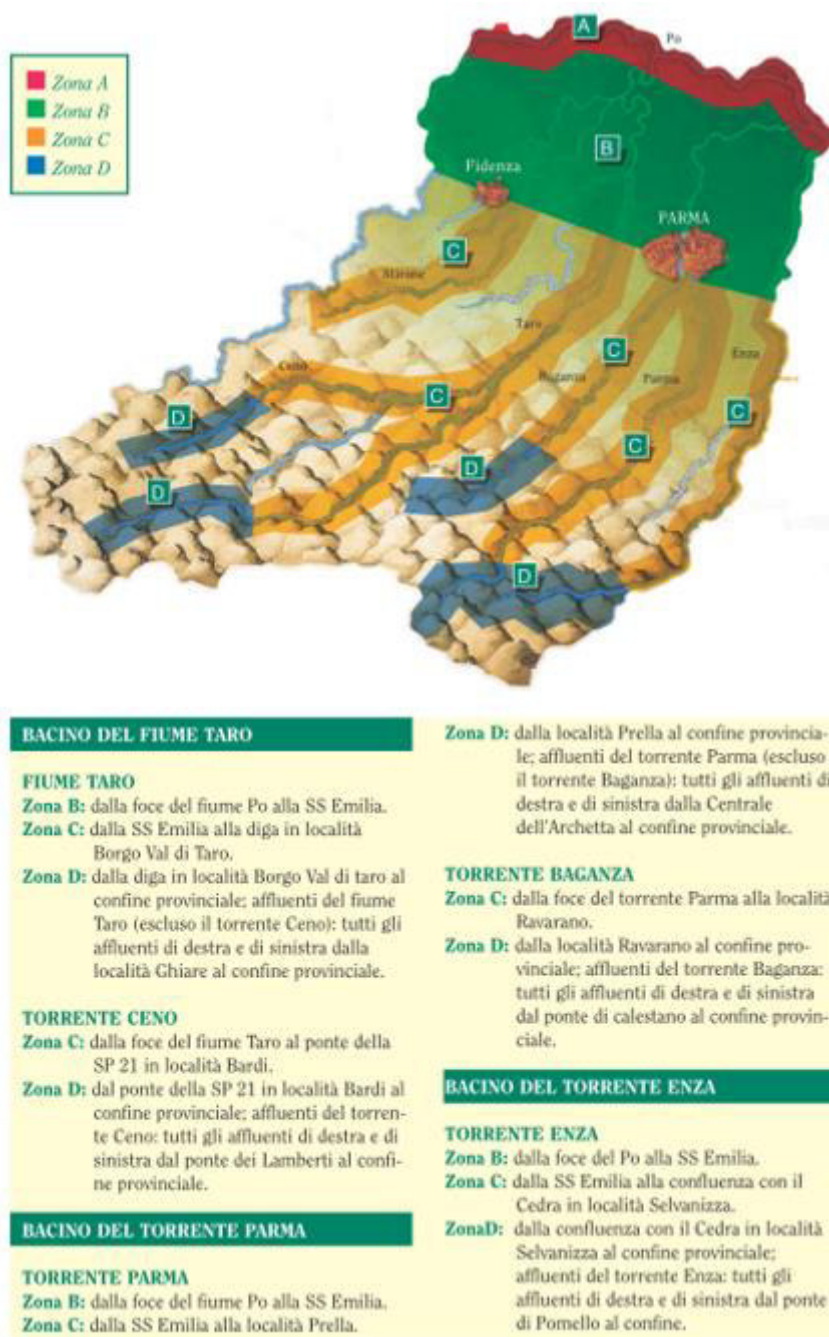 Zona A
Zona B
Zona C
Zona D
A
Po
B
Fidenza
PARMA
C
Stirone
Taro
C
Enza
Ceno
Baganza
Parma
C
C
C
D
D
D
D
BACINO DEL FIUME TARO
FIUME TARO
Zona B: dalla foce del fiume Po alla SS Emilia.
Zona C: dalla SS Emilia alla diga in località
Borgo Val di Taro.
Zona D: dalla diga in località Borgo Val di taro al
confine provinciale; affluenti del fiume
Taro (escluso il torrente Ceno): tutti gli
affluenti di destra e di sinistra dalla
località Ghiare al confine provinciale.
TORRENTE CENO
Zona C: dalla foce del fiume Taro al ponte della
SP 21 in località Bardi.
Zona D: dal ponte della SP 21 in località Bardi al
confine provinciale; affluenti del torren-
te Ceno: tutti gli affluenti di destra e di
sinistra dal ponte dei Lamberti al confi-
ne provinciale.
BACINO DEL TORRENTE PARMA
TORRENTE PARMA
Zona B: dalla foce del fiume Po alla SS Emilia.
Zona C: dalla SS Emilia alla località Prella.
Zona D: dalla località Prella al confine provincia-
le; affluenti del torrente Parma (escluso
il torrente Baganza): tutti gli affluenti di
destra e di sinistra dalla Centrale
dell'Archetta al confine provinciale.
TORRENTE BAGANZA
Zona C: dalla foce del torrente Parma alla località
Ravarano.
Zona D: dalla località Ravarano al confine pro-
vinciale; affluenti del torrente Baganza:
tutti gli affluenti di destra e di sinistra
dal ponte di calestano al confine provin-
ciale.
BACINO DEL TORRENTE ENZA
TORRENTE ENZA
Zona B: dalla foce del Po alla SS Emilia.
Zona C: dalla SS Emilia alla confluenza con il
Cedra in località Selvanizza.
ZonaD: dalla confluenza con il Cedra in località
Selvanizza al confine provinciale;
affluenti del torrente Enza: tutti gli
affluenti di destra e di sinistra dal ponte
di Pomello al confine.